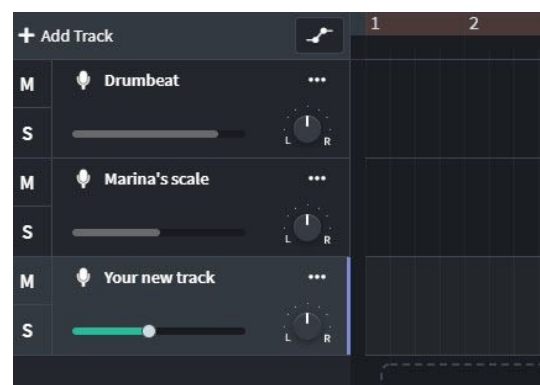 + Add Track
1 2
M Drumbeat ...
S L R
M Marina's scale ...
S L R
M Your new track ...
S L R